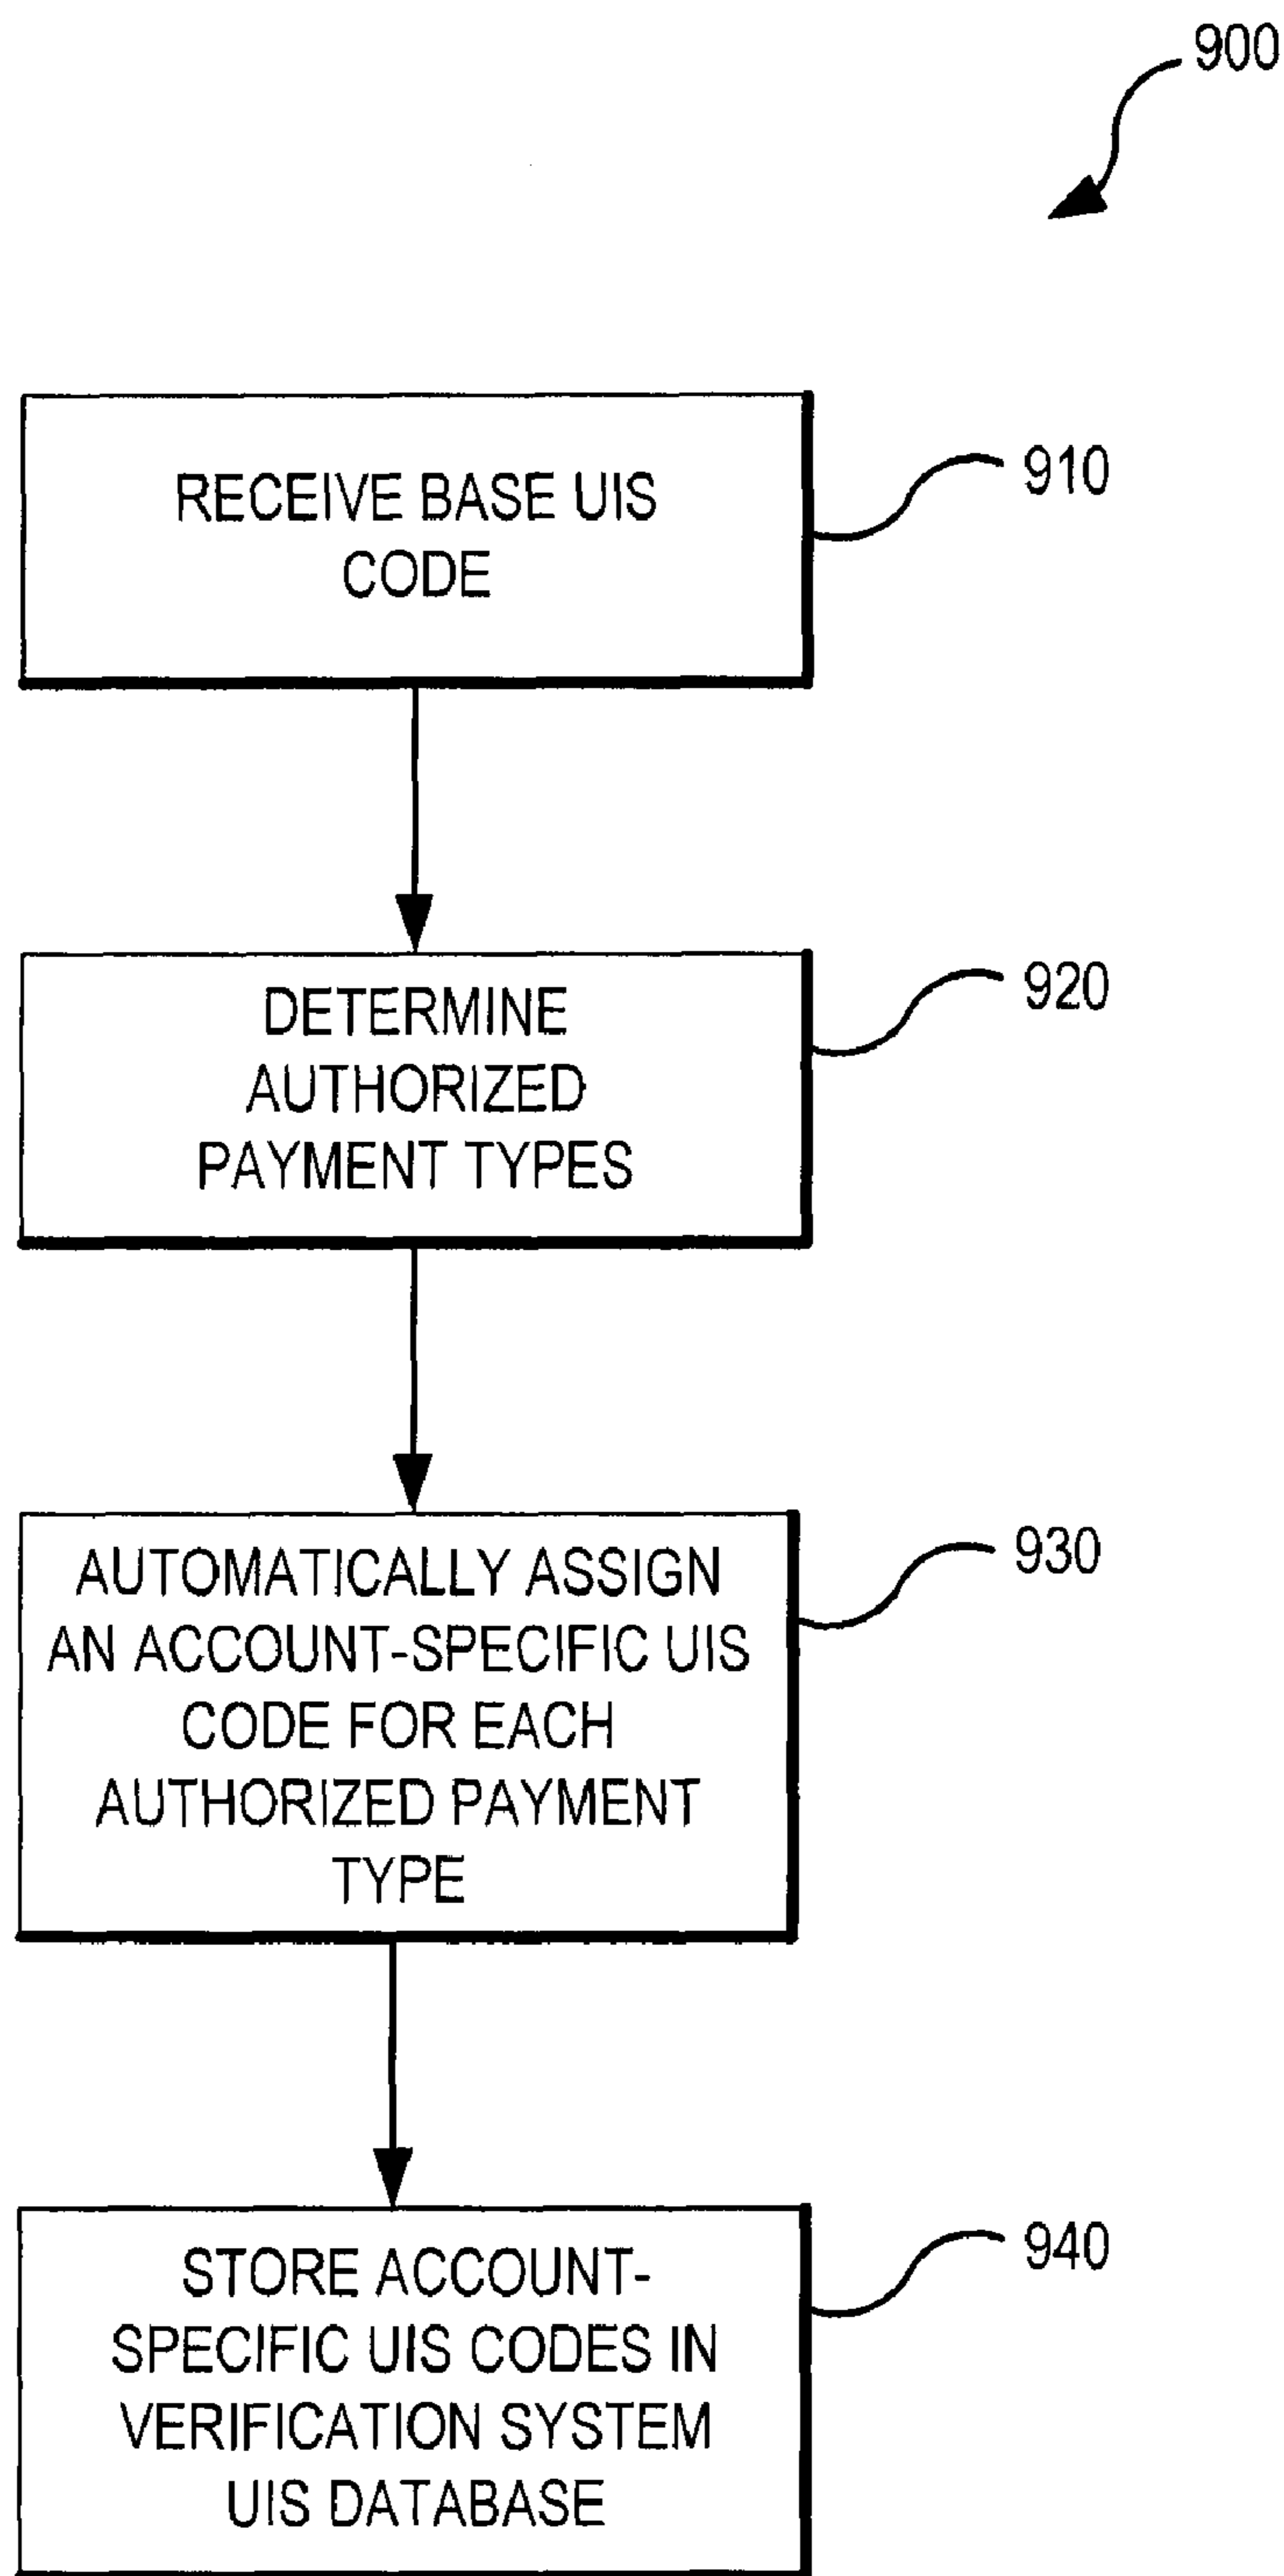 900
RECEIVE BASE UIS
CODE
910
DETERMINE
AUTHORIZED
PAYMENT TYPES
920
AUTOMATICALLY ASSIGN
AN ACCOUNT-SPECIFIC UIS
CODE FOR EACH
AUTHORIZED PAYMENT
TYPE
930
STORE ACCOUNT-
SPECIFIC UIS CODES IN
VERIFICATION SYSTEM
UIS DATABASE
940